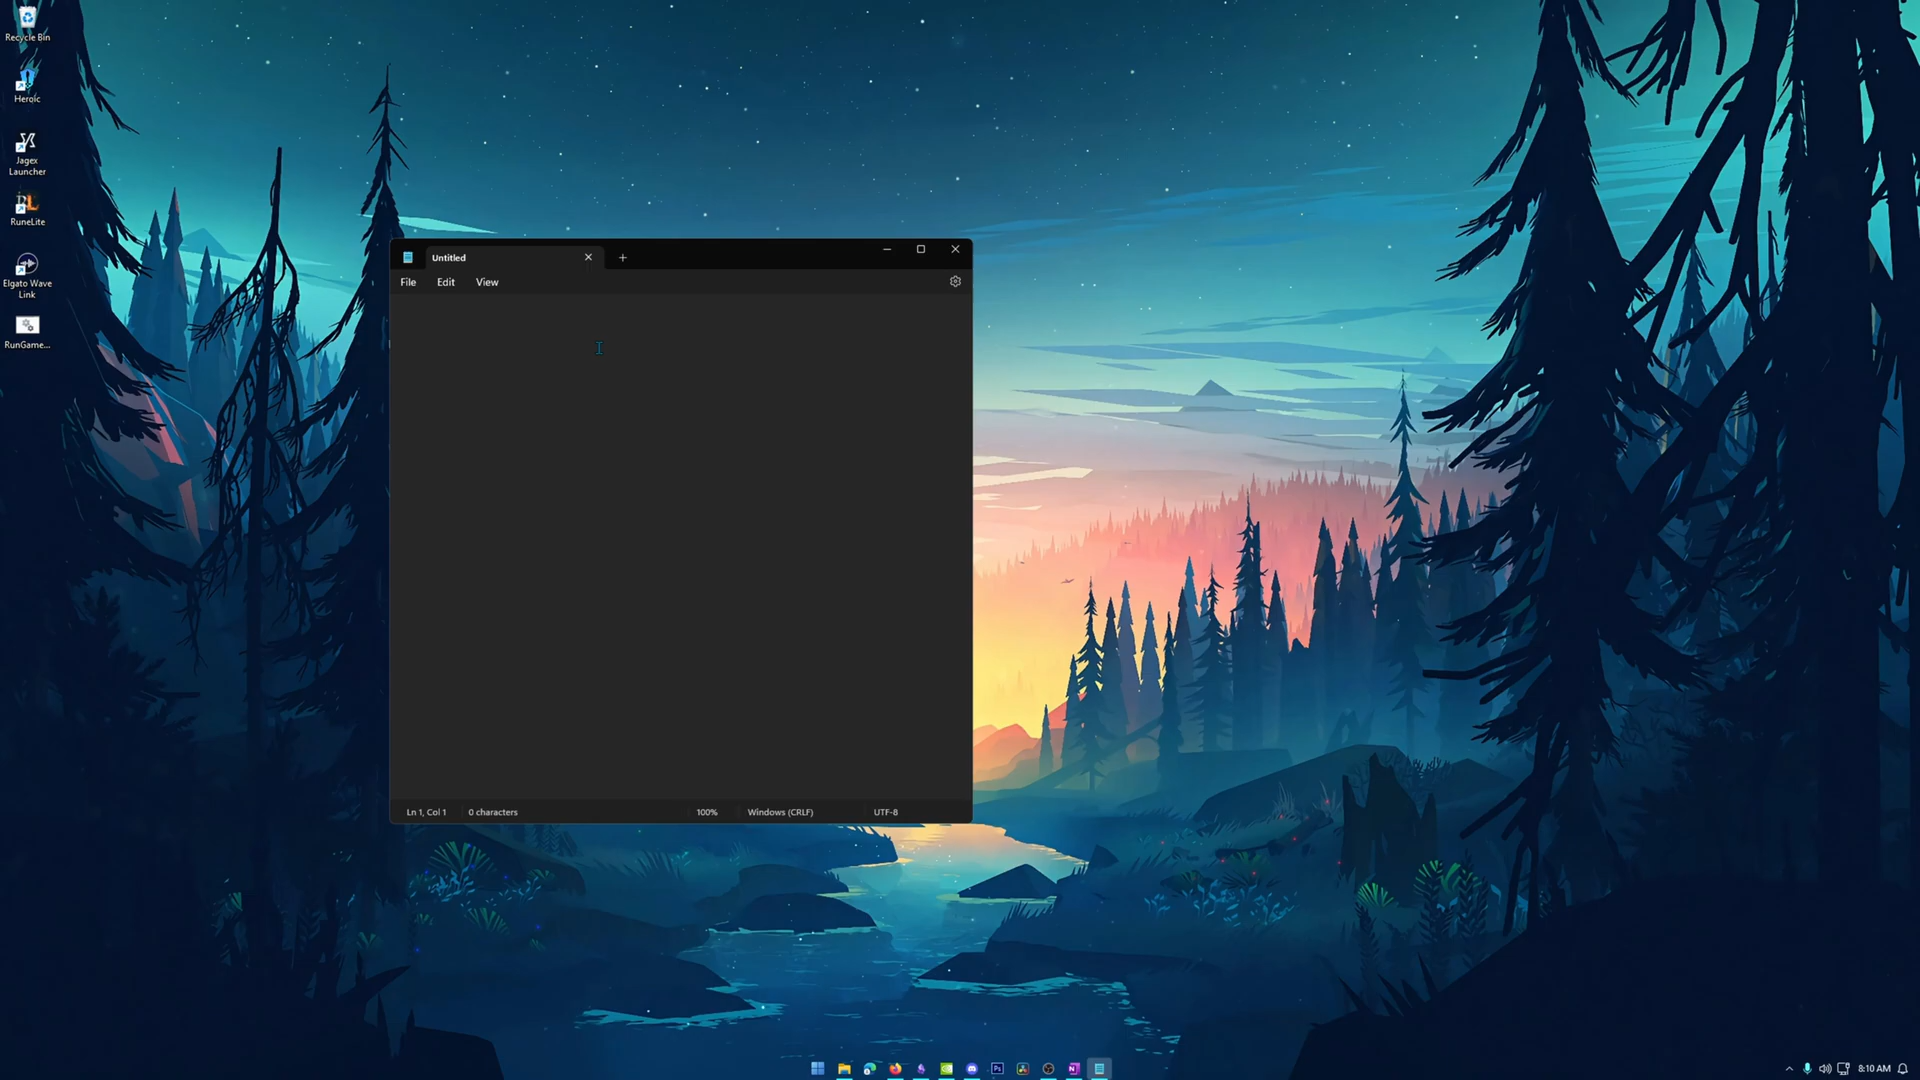 Recycle Bin
Heroic
Jagex
Launcher
RuneLite
Elgato Wave
Link
RunGame...
Untitled
File Edit View
Ln 1, Col 1 0 characters 100% Windows (CRLF) UTF-8
8:10 AM